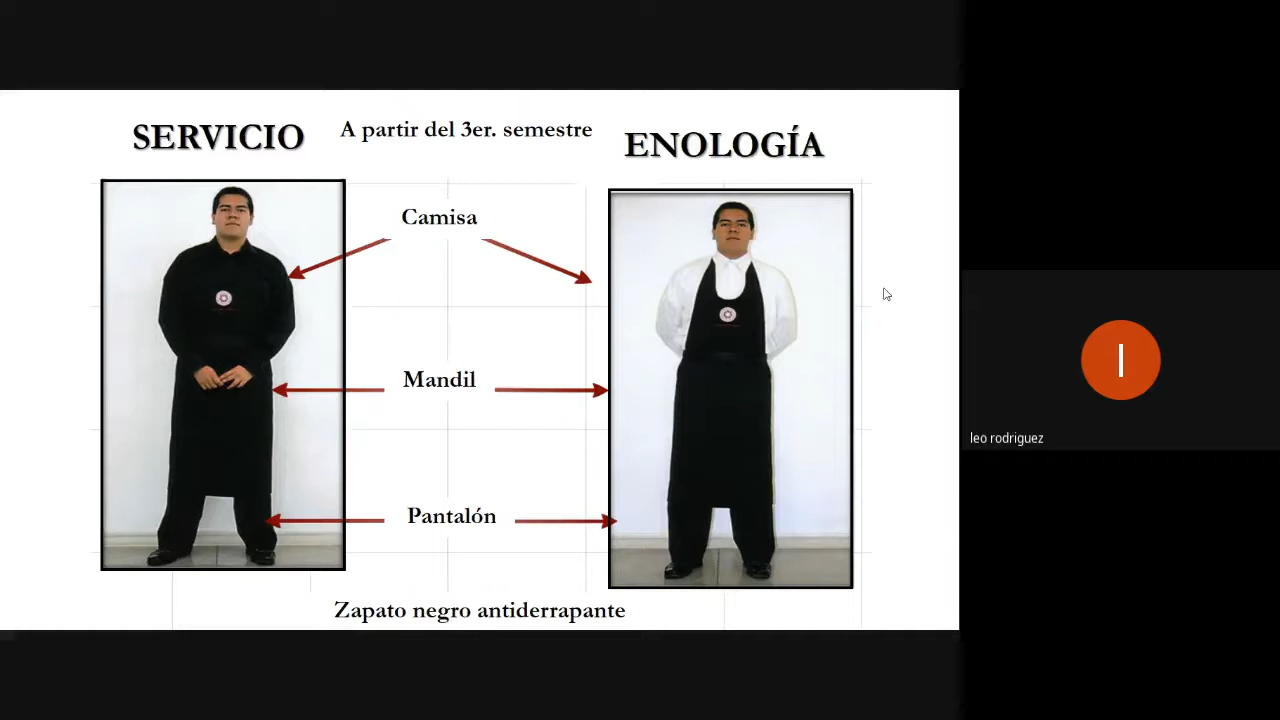 SERVICIO
A partir del 3er. semestre
ENOLOGÍA
Camisa
Mandil
Pantalón
Zapato negro antiderrapante
l
leo rodriguez